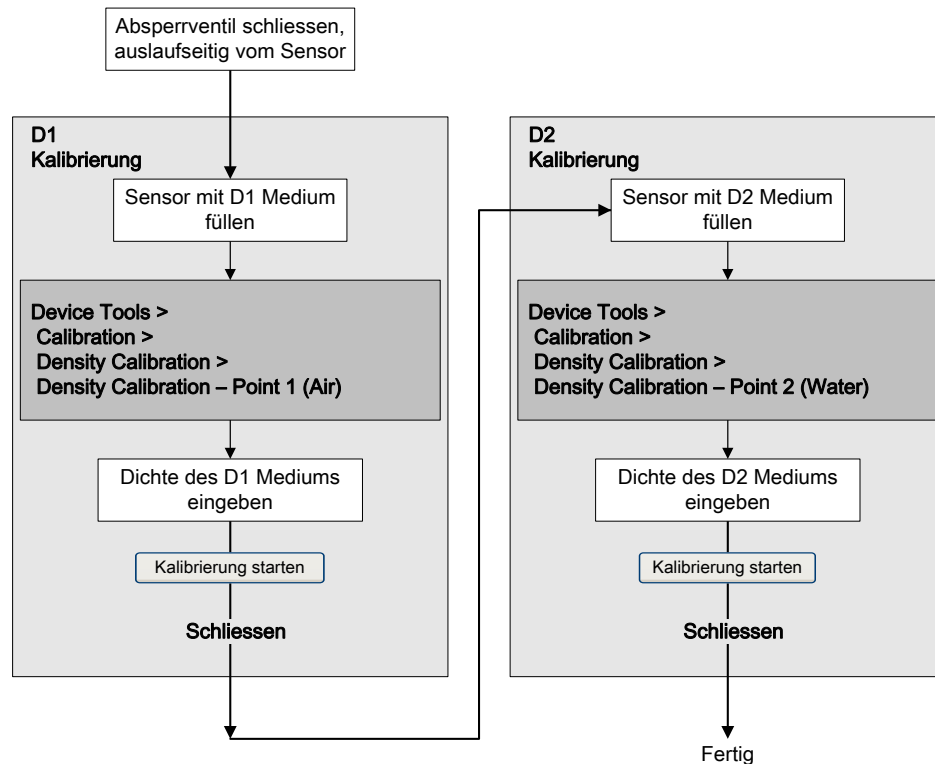 Absperrventil schliessen,
auslaufseitig vom Sensor
D1
Kalibrierung
Sensor mit D1 Medium
füllen
Device Tools >
Calibration >
Density Calibration >
Density Calibration – Point 1 (Air)
Dichte des D1 Mediums
eingeben
Kalibrierung starten
Schliessen
D2
Kalibrierung
Sensor mit D2 Medium
füllen
Device Tools >
Calibration >
Density Calibration >
Density Calibration – Point 2 (Water)
Dichte des D2 Mediums
eingeben
Kalibrierung starten
Schliessen
Fertig